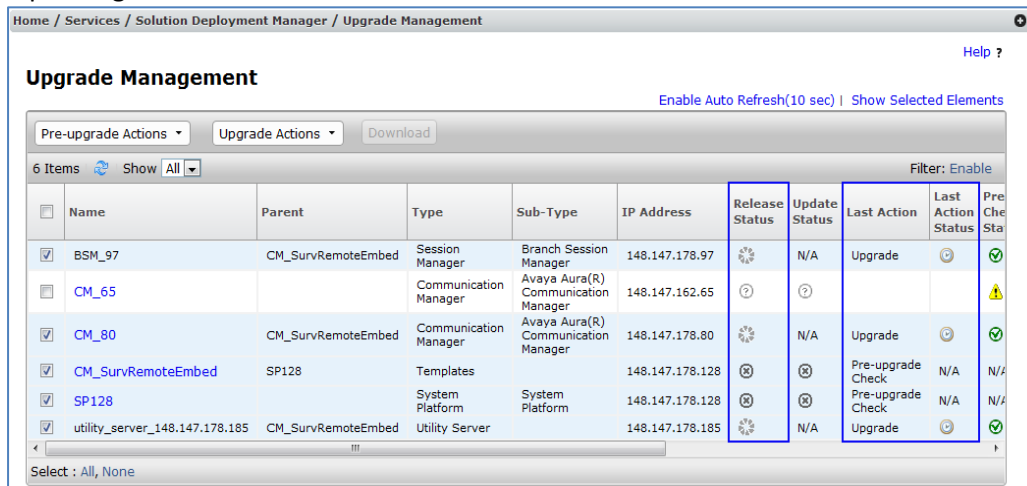 Home / Services / Solution Deployment Manager / Upgrade Management
Help ?
Upgrade Management
Enable Auto Refresh(10 sec) | Show Selected Elements
Pre-upgrade Actions Upgrade Actions Download
6 Items Show All Filter: Enable
Name Parent Type Sub-Type IP Address Release Status Update Status Last Action Last Action Status Pre Che Sta
BSM_97 CM_SurvRemoteEmbed Session Manager Branch Session Manager 148.147.178.97 N/A Upgrade
CM_65 Communication Manager Avaya Aura(R) Communication Manager 148.147.162.65
CM_80 CM_SurvRemoteEmbed Communication Manager Avaya Aura(R) Communication Manager 148.147.178.80 N/A Upgrade
CM_SurvRemoteEmbed SP128 Templates 148.147.178.128 Pre-upgrade Check N/A N/A
SP128 System Platform System Platform 148.147.178.128 Pre-upgrade Check N/A N/A
utility_server_148.147.178.185 CM_SurvRemoteEmbed Utility Server 148.147.178.185 N/A Upgrade
Select : All, None